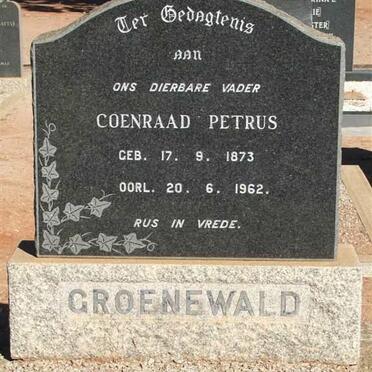 Ter Gedagtenis
AAN
ONS DIERBARE VADER
COENRAAD PETRUS
GEB. 17. 9. 1873
OORL. 20. 6. 1962.
RUS IN VREDE.
GROENEWALD